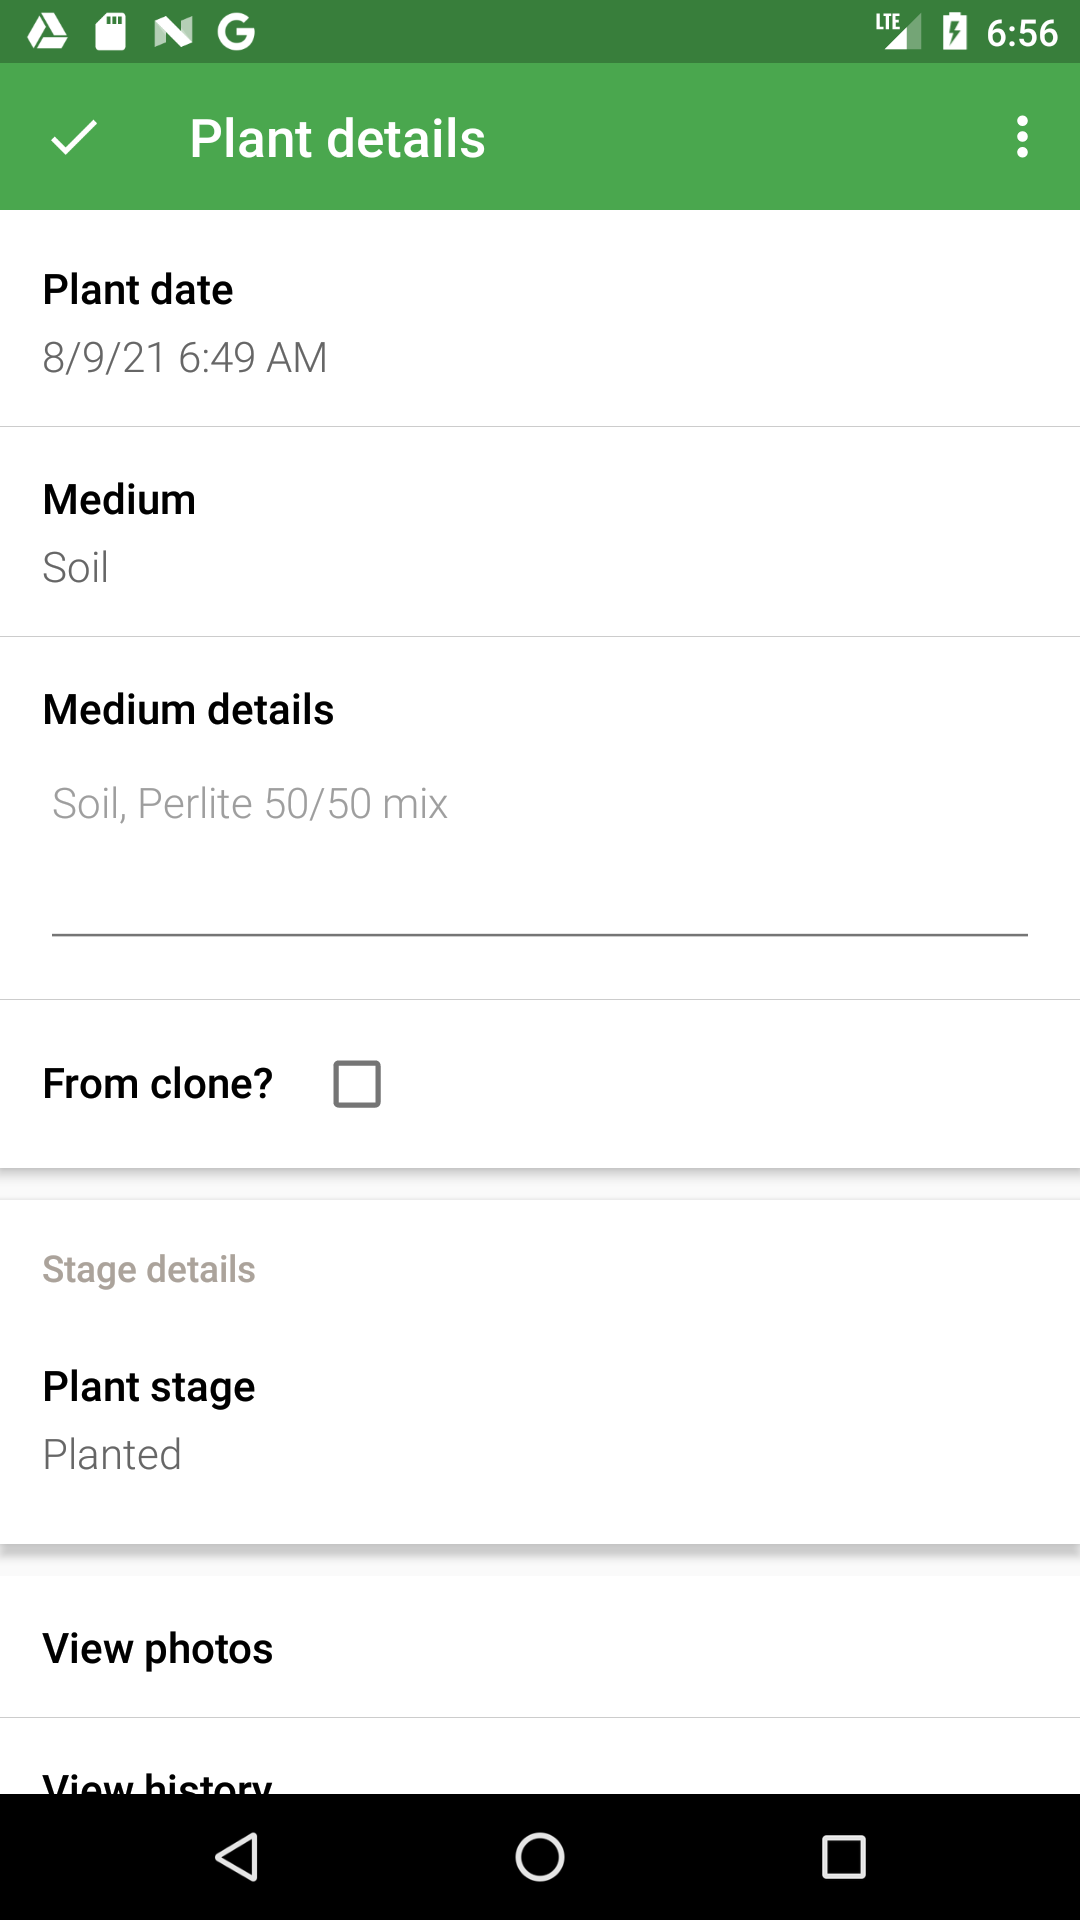 LTE 6:56
Plant details
Plant date
8/9/21 6:49 AM
Medium
Soil
Medium details
Soil, Perlite 50/50 mix
From clone?
Stage details
Plant stage
Planted
View photos
View history